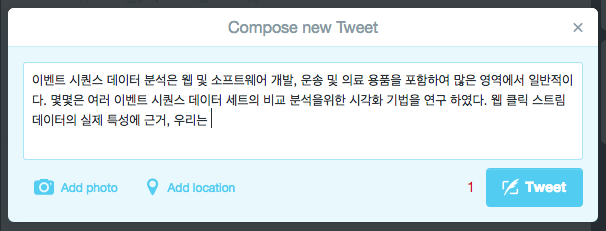 Compose new Tweet
×
이벤트 시퀀스 데이터 분석은 웹 및 소프트웨어 개발, 운송 및 의료 용품을 포함하여 많은 영역에서 일반적이
다. 몇몇은 여러 이벤트 시퀀스 데이터 세트의 비교 분석을위한 시각화 기법을 연구 하였다. 웹 클릭 스트림
데이터의 실제 특성에 근거, 우리는
Add photo Add location 1 Tweet